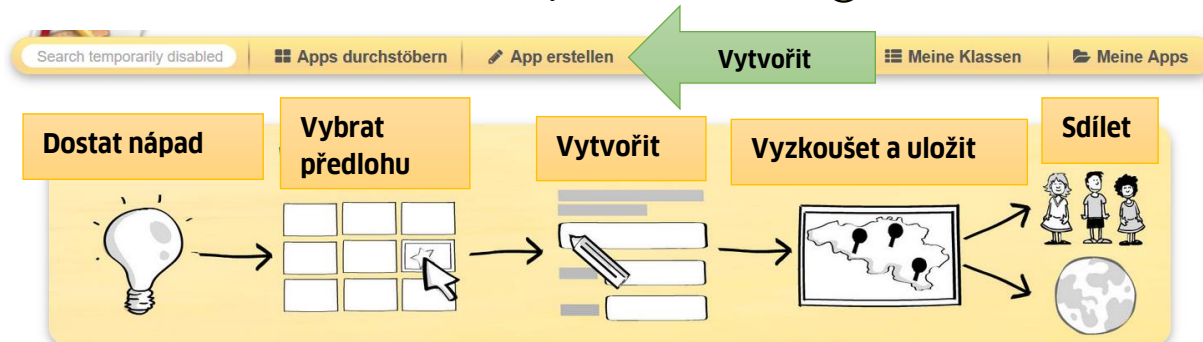 Search temporarily disabled
Apps durchstöbern
App erstellen
Vytvořit
Meine Klassen
Meine Apps
Dostat nápad
Vybrat
předlohu
Vytvořit
Vyzkoušet a uložit
Sdílet